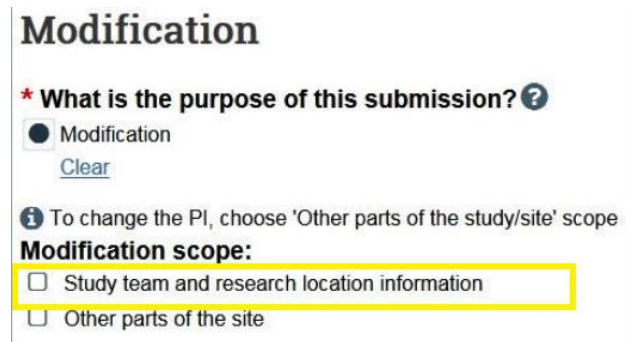 Modification
* What is the purpose of this submission? ?
Modification
Clear
i To change the PI, choose 'Other parts of the study/site' scope
Modification scope:
Study team and research location information
Other parts of the site